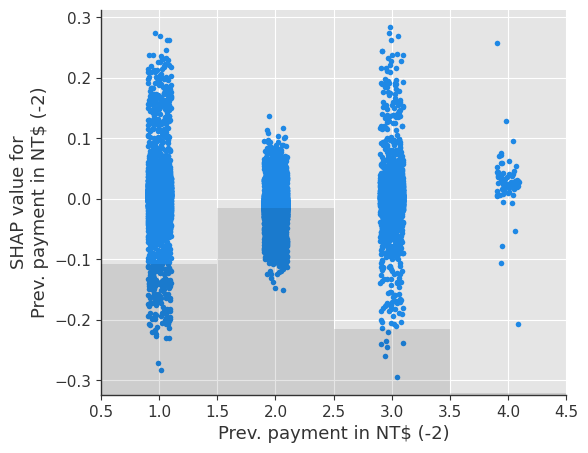 0.3
0.2
0.1
0.0
−0.1
−0.2
−0.3
SHAP value for
Prev. payment in NT$ (-2)
0.5 1.0 1.5 2.0 2.5 3.0 3.5 4.0 4.5
Prev. payment in NT$ (-2)